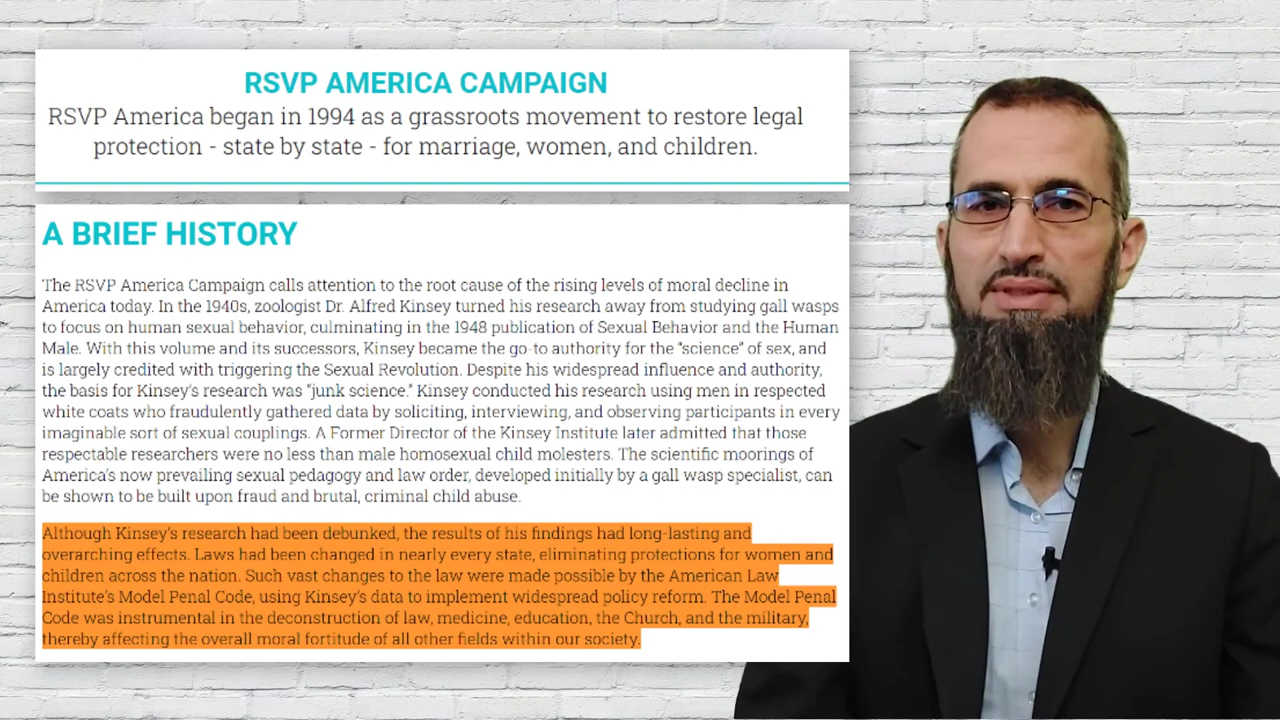 RSVP AMERICA CAMPAIGN
RSVP America began in 1994 as a grassroots movement to restore legal
protection - state by state - for marriage, women, and children.
A BRIEF HISTORY
The RSVP America Campaign calls attention to the root cause of the rising levels of moral decline in
America today. In the 1940s, zoologist Dr. Alfred Kinsey turned his research away from studying gall wasps
to focus on human sexual behavior, culminating in the 1948 publication of Sexual Behavior and the Human
Male. With this volume and its successors, Kinsey became the go-to authority for the "science" of sex, and
is largely credited with triggering the Sexual Revolution. Despite his widespread influence and authority,
the basis for Kinsey's research was "junk science." Kinsey conducted his research using men in respected
white coats who fraudulently gathered data by soliciting, interviewing, and observing participants in every
imaginable sort of sexual couplings. A Former Director of the Kinsey Institute later admitted that those
respectable researchers were no less than male homosexual child molesters. The scientific moorings of
America's now prevailing sexual pedagogy and law order, developed initially by a gall wasp specialist, can
be shown to be built upon fraud and brutal, criminal child abuse.
Although Kinsey's research had been debunked, the results of his findings had long-lasting and
overarching effects. Laws had been changed in nearly every state, eliminating protections for women and
children across the nation. Such vast changes to the law were made possible by the American Law
Institute's Model Penal Code, using Kinsey's data to implement widespread policy reform. The Model Penal
Code was instrumental in the deconstruction of law, medicine, education, the Church, and the military,
thereby affecting the overall moral fortitude of all other fields within our society.